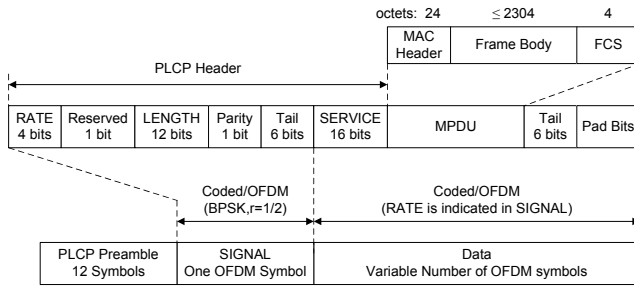 octets: 24 ≤2304 4
MAC Header Frame Body FCS
PLCP Header
RATE Reserved LENGTH Parity Tail SERVICE MPDU Tail Pad Bits
4 bits 1 bit 12 bits 1 bit 6 bits 16 bits 6 bits
Coded/OFDM Coded/OFDM
(BPSK,r=1/2) (RATE is indicated in SIGNAL)
PLCP Preamble SIGNAL Data
12 Symbols One OFDM Symbol Variable Number of OFDM symbols